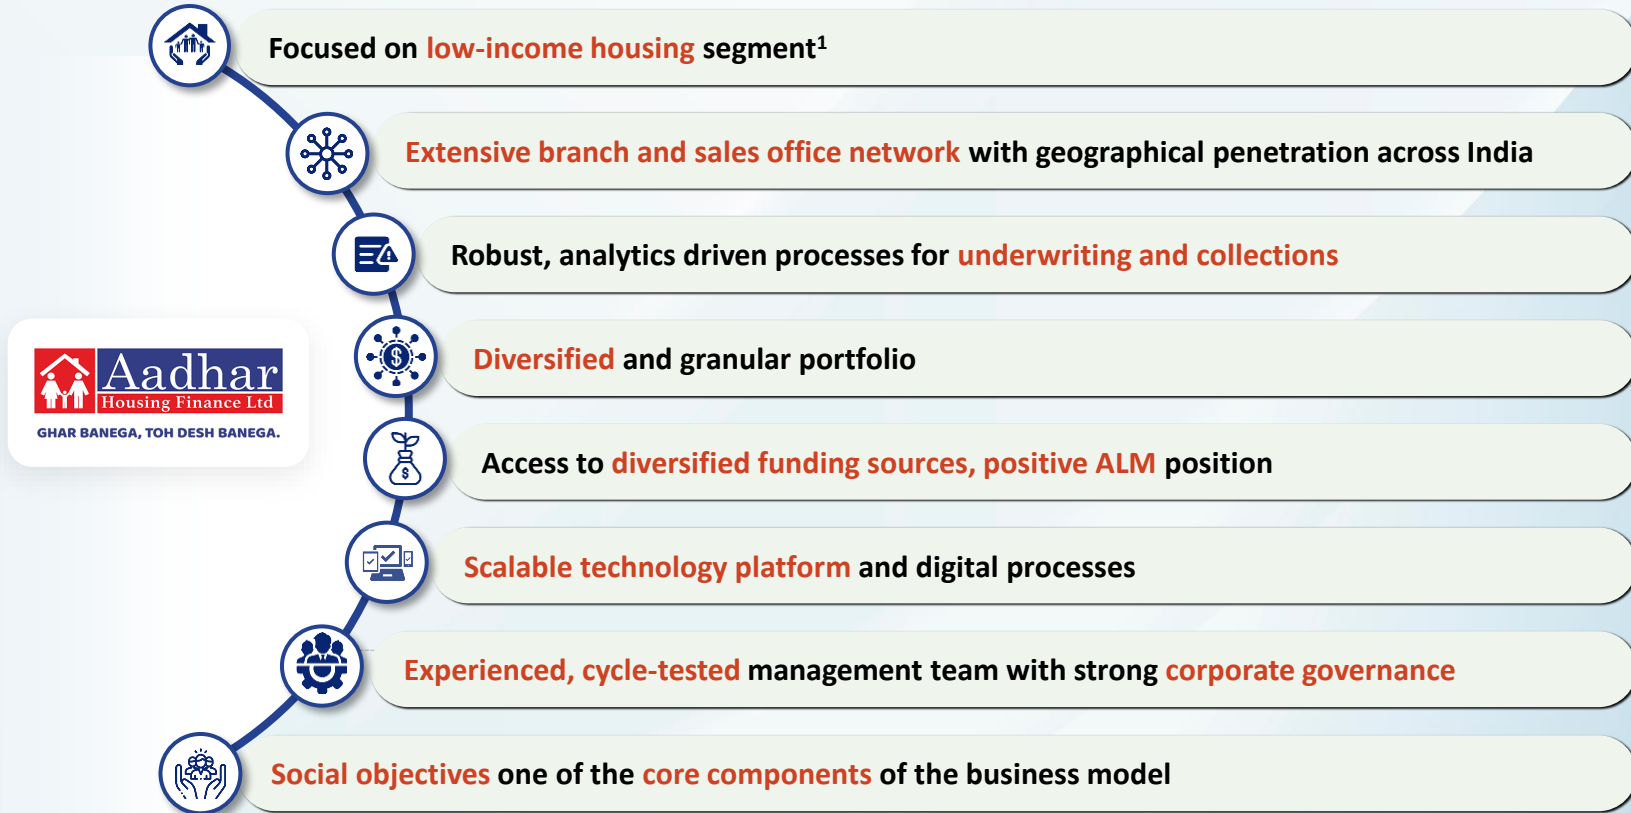 Focused on low-income housing segment¹
Extensive branch and sales office network with geographical penetration across India
Robust, analytics driven processes for underwriting and collections
Diversified and granular portfolio
Aadhar
Housing Finance Ltd
GHAR BANEGA, TOH DESH BANEGA.
Access to diversified funding sources, positive ALM position
Scalable technology platform and digital processes
Experienced, cycle-tested management team with strong corporate governance
Social objectives one of the core components of the business model